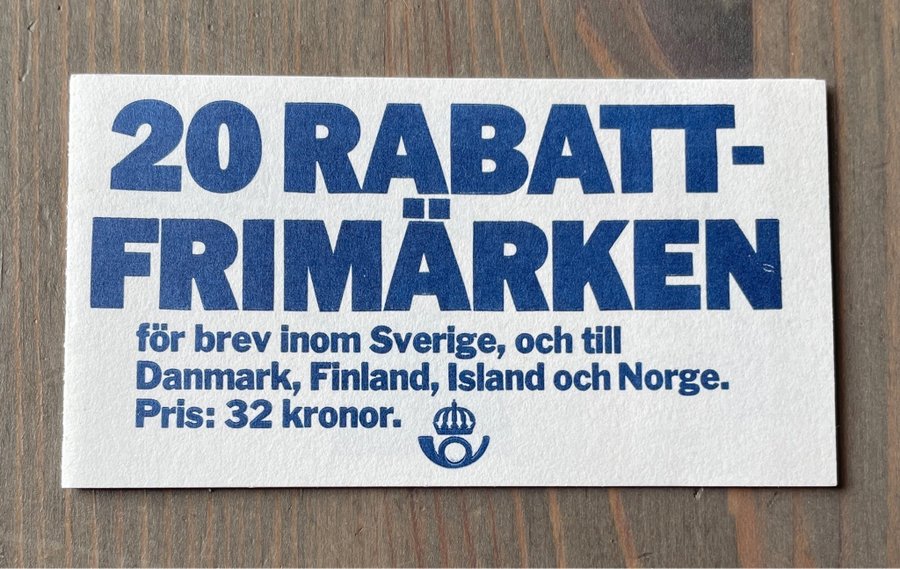 20 RABATT-
FRIMÄRKEN
för brev inom Sverige, och till
Danmark, Finland, Island och Norge.
Pris: 32 kronor.